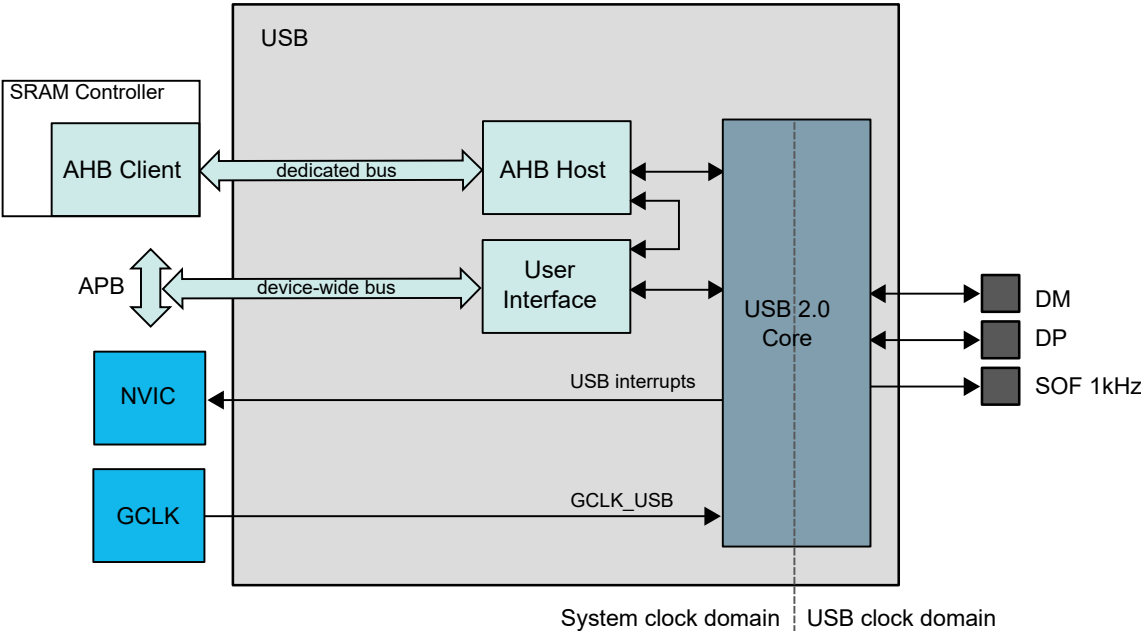 USB
SRAM Controller
AHB Client
dedicated bus
AHB Host
APB
device-wide bus
User
Interface
USB 2.0
Core
DM
DP
SOF 1kHz
NVIC
USB interrupts
GCLK
GCLK_USB
System clock domain
USB clock domain